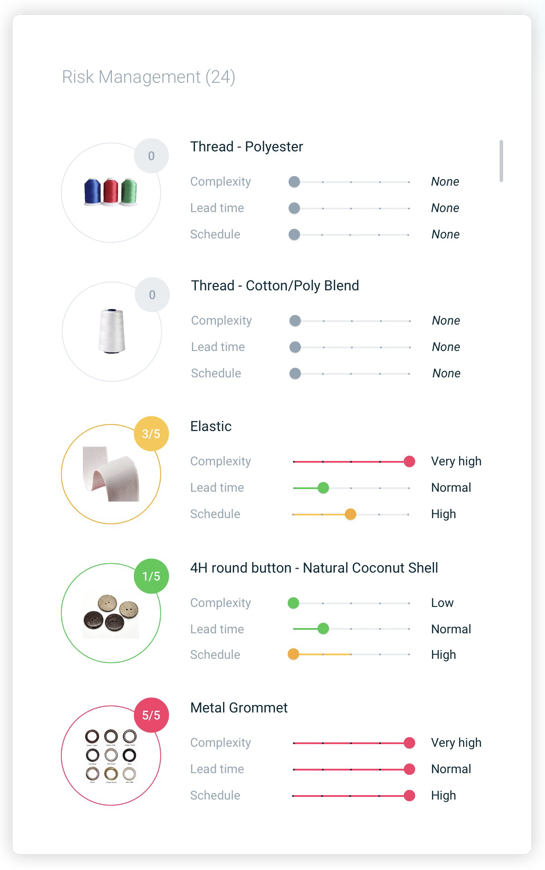 Risk Management (24)
0
Thread - Polyester
Complexity None
Lead time None
Schedule None
0
Thread - Cotton/Poly Blend
Complexity None
Lead time None
Schedule None
3/5
Elastic
Complexity Very high
Lead time Normal
Schedule High
1/5
4H round button - Natural Coconut Shell
Complexity Low
Lead time Normal
Schedule High
5/5
Metal Grommet
Complexity Very high
Lead time Normal
Schedule High